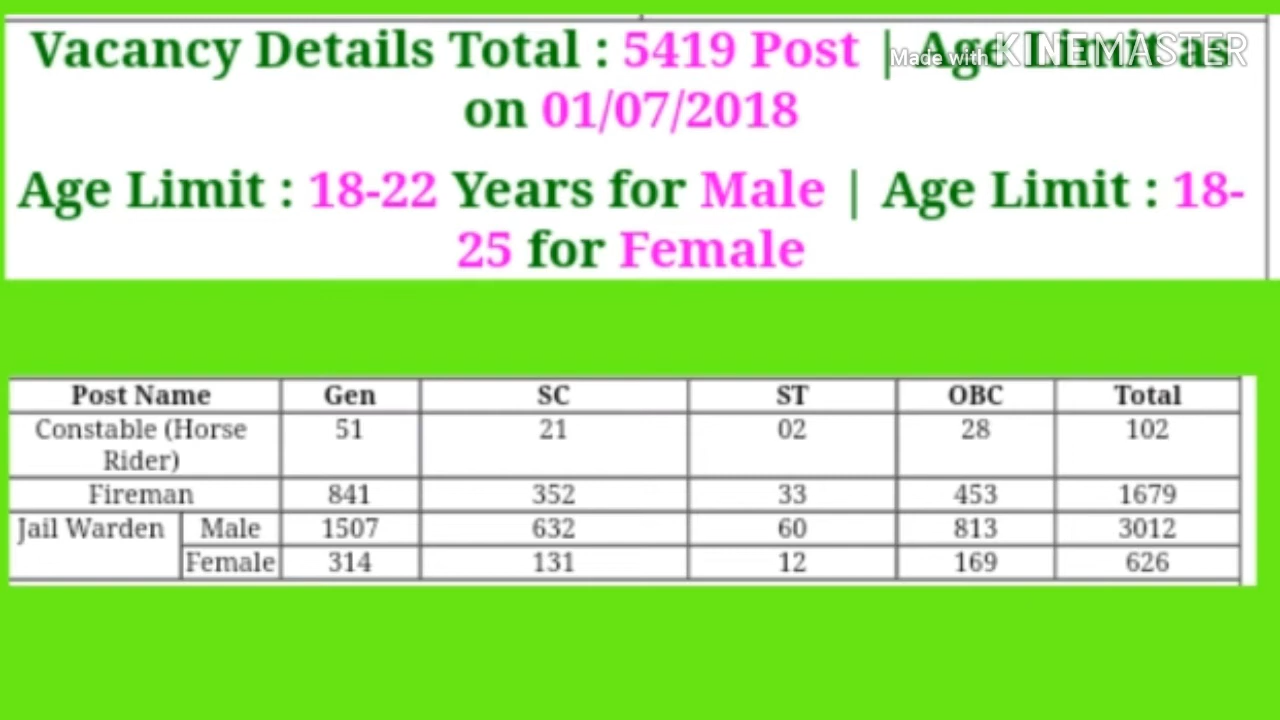 Vacancy Details Total : 5419 Post | Age Limit as
on 01/07/2018
Made with KINEMASTER
Age Limit : 18-22 Years for Male | Age Limit : 18-
25 for Female
Post Name Gen SC ST OBC Total
Constable (Horse Rider) 51 21 02 28 102
Fireman 841 352 33 453 1679
Jail Warden Male 1507 632 60 813 3012
Female 314 131 12 169 626